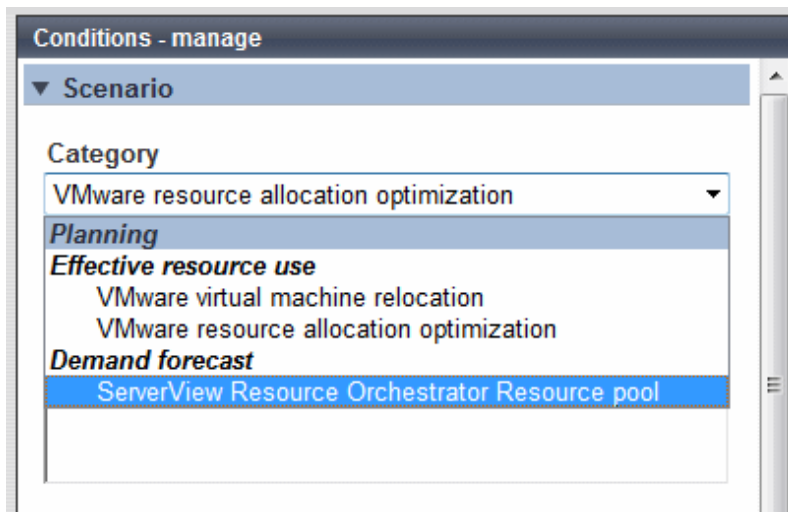 Conditions - manage
Scenario
Category
VMware resource allocation optimization
Planning
Effective resource use
VMware virtual machine relocation
VMware resource allocation optimization
Demand forecast
ServerView Resource Orchestrator Resource pool